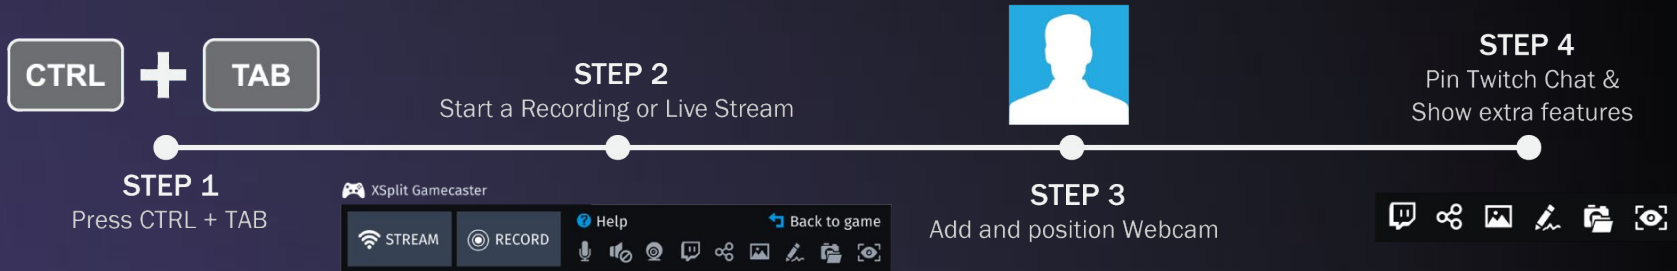 CTRL + TAB
STEP 1
Press CTRL + TAB
STEP 2
Start a Recording or Live Stream
XSplit Gamecaster
STREAM
RECORD
Help
Back to game
STEP 3
Add and position Webcam
STEP 4
Pin Twitch Chat &
Show extra features